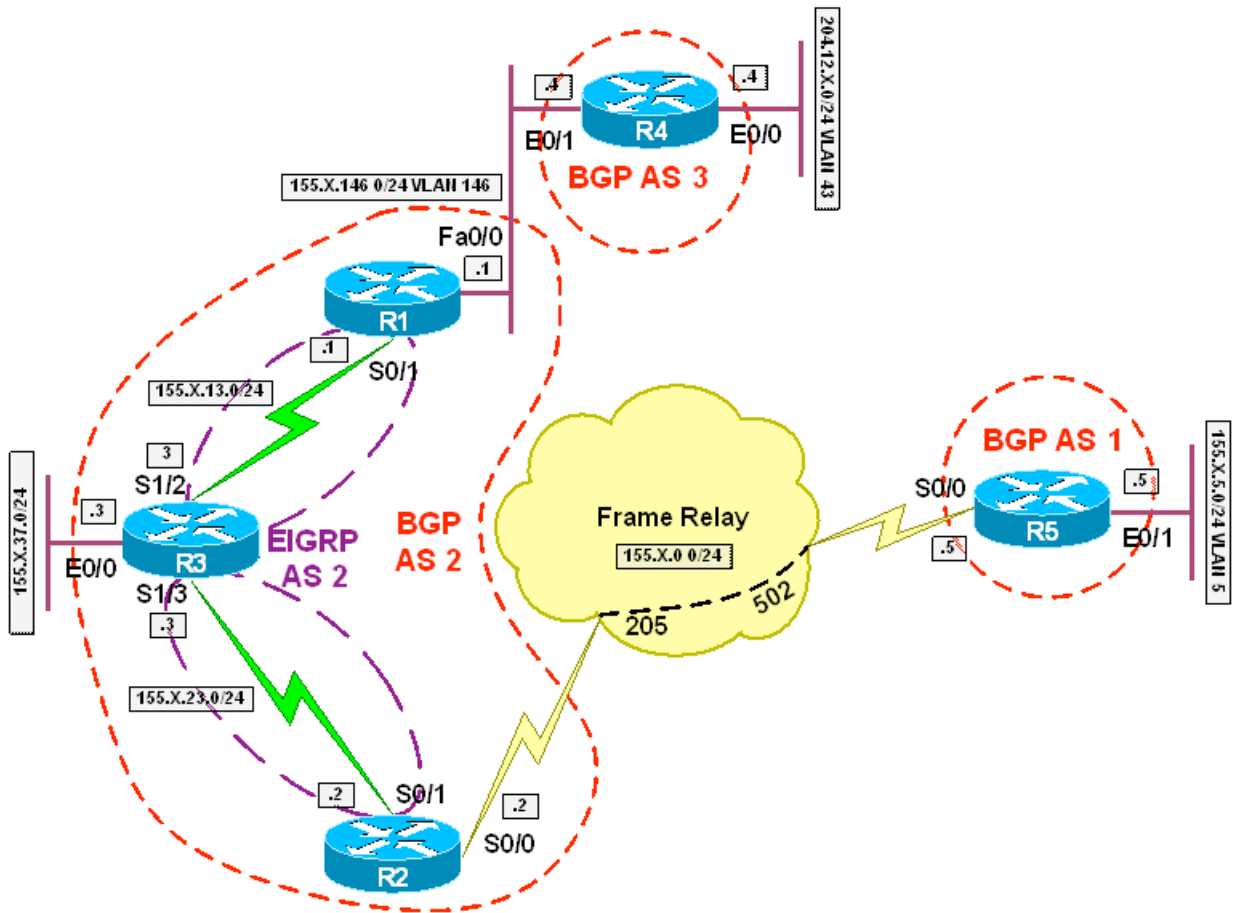 204.12.X.0/24 VLAN 43
.4
.4
R4
E0/1
E0/0
BGP AS 3
155.X.146 0/24 VLAN 146
Fa0/0
.1
R1
.1
S0/1
155.X.13.0/24
3
S1/2
155.X.37.0/24
.3
R3
E0/0
S1/3
.3
EIGRP
AS 2
BGP
AS 2
Frame Relay
155.X.0 0/24
502
205
BGP AS 1
S0/0
.5
R5
.5
E0/1
155.X.5.0/24 VLAN 5
155.X.23.0/24
.2
S0/1
.2
S0/0
R2